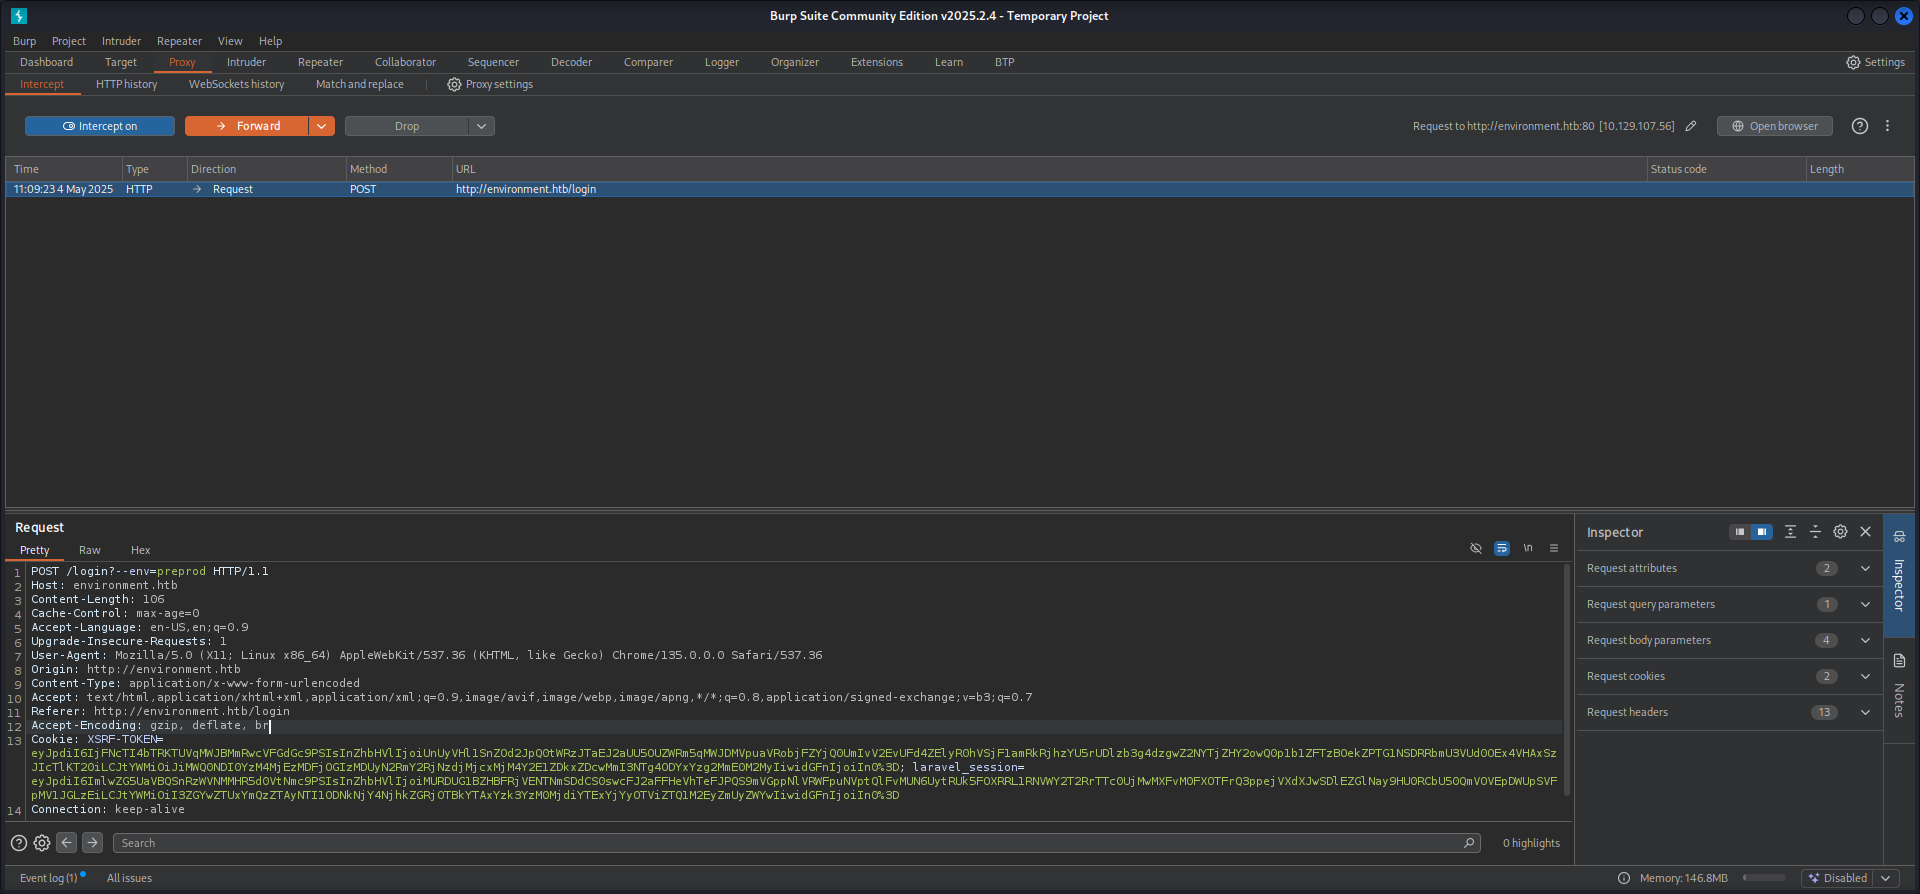 Burp Suite Community Edition v2025.2.4 - Temporary Project
Burp Project Intruder Repeater View Help
Dashboard Target Proxy Intruder Repeater Collaborator Sequencer Decoder Comparer Logger Organizer Extensions Learn BTP Settings
Intercept HTTP history WebSockets history Match and replace Proxy settings
Intercept on Forward Drop Request to http://environment.htb:80 [10.129.107.56] Open browser
Time Type Direction Method URL Status code Length
11:09:23 4 May 2025 HTTP → Request POST http://environment.htb/login
Request
Inspector
Pretty Raw Hex \n
1 POST /login?--env=preprod HTTP/1.1
2 Host: environment.htb
3 Content-Length: 106
4 Cache-Control: max-age=0
5 Accept-Language: en-US,en;q=0.9
6 Upgrade-Insecure-Requests: 1
7 User-Agent: Mozilla/5.0 (X11; Linux x86_64) AppleWebKit/537.36 (KHTML, like Gecko) Chrome/135.0.0.0 Safari/537.36
8 Origin: http://environment.htb
9 Content-Type: application/x-www-form-urlencoded
10 Accept: text/html,application/xhtml+xml,application/xml;q=0.9,image/avif,image/webp,image/apng,*/*;q=0.8,application/signed-exchange;v=b3;q=0.7
11 Referer: http://environment.htb/login
12 Accept-Encoding: gzip, deflate, br
13 Cookie: XSRF-TOKEN=
laravel_session=
14 Connection: keep-alive
Request attributes 2
Request query parameters 1
Request body parameters 4
Request cookies 2
Request headers 13
Inspector
Notes
Search 0 highlights
Event log (1) All issues Memory: 146.8MB Disabled